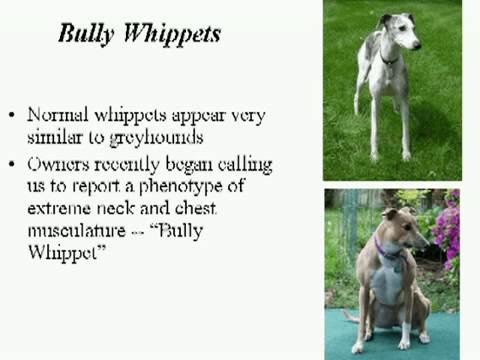 Bully Whippets
• Normal whippets appear very
similar to greyhounds
• Owners recently began calling
us to report a phenotype of
extreme neck and chest
musculature -- “Bully
Whippet”